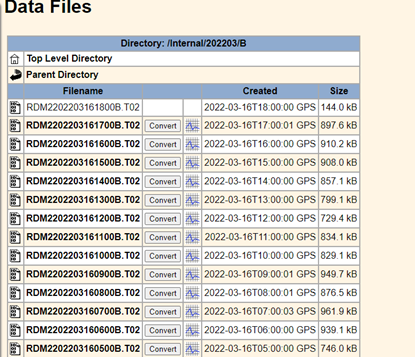 Data Files
Directory: /Internal/202203/B
Top Level Directory
Parent Directory
Filename Created Size
RDM2202203161800B.T02 2022-03-16T18:00:00 GPS 144.0 kB
RDM2202203161700B.T02 Convert 2022-03-16T17:00:01 GPS 897.6 kB
RDM2202203161600B.T02 Convert 2022-03-16T16:00:00 GPS 910.2 kB
RDM2202203161500B.T02 Convert 2022-03-16T15:00:00 GPS 908.0 kB
RDM2202203161400B.T02 Convert 2022-03-16T14:00:00 GPS 857.1 kB
RDM2202203161300B.T02 Convert 2022-03-16T13:00:00 GPS 799.1 kB
RDM2202203161200B.T02 Convert 2022-03-16T12:00:00 GPS 729.4 kB
RDM2202203161100B.T02 Convert 2022-03-16T11:00:00 GPS 834.1 kB
RDM2202203161000B.T02 Convert 2022-03-16T10:00:00 GPS 829.1 kB
RDM2202203160900B.T02 Convert 2022-03-16T09:00:01 GPS 949.7 kB
RDM2202203160800B.T02 Convert 2022-03-16T08:00:01 GPS 876.5 kB
RDM2202203160700B.T02 Convert 2022-03-16T07:00:03 GPS 961.9 kB
RDM2202203160600B.T02 Convert 2022-03-16T06:00:00 GPS 939.1 kB
RDM2202203160500B.T02 Convert 2022-03-16T05:00:00 GPS 746.0 kB